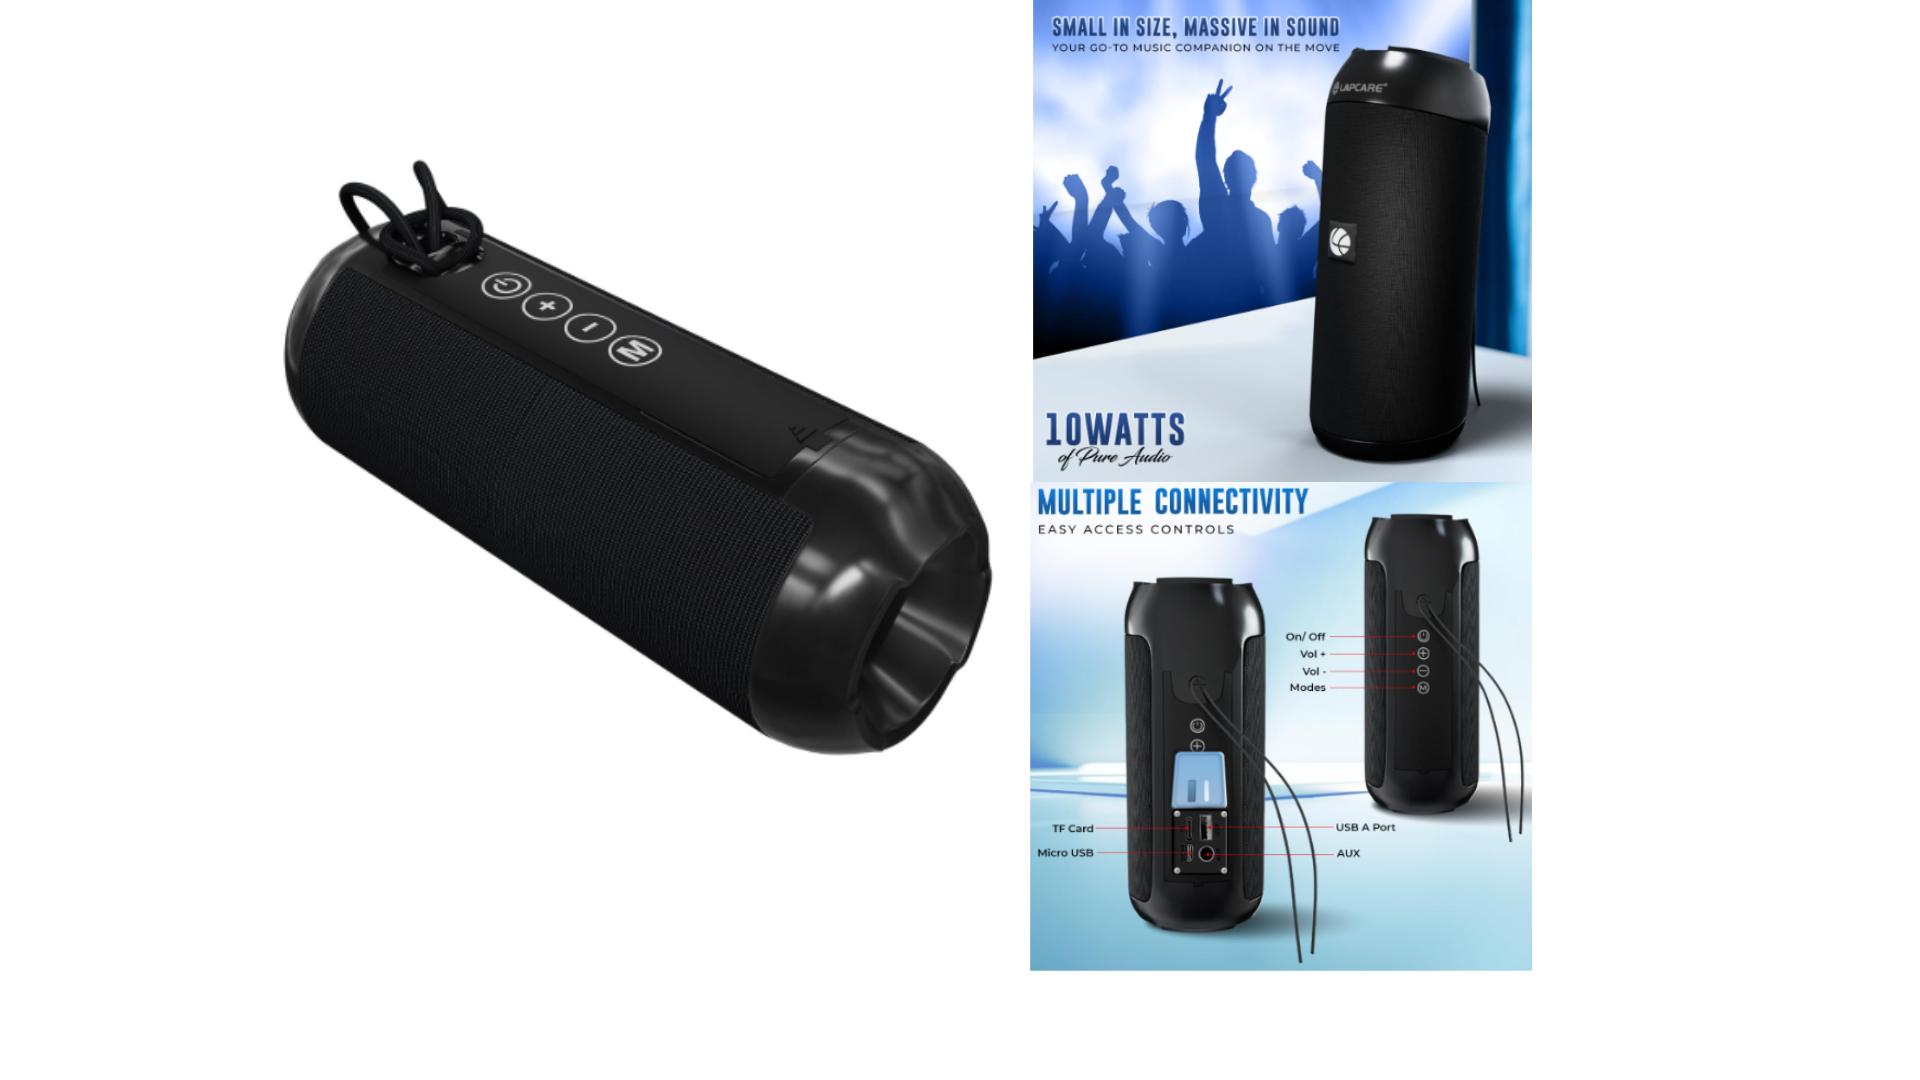 M
SMALL IN SIZE, MASSIVE IN SOUND
YOUR GO-TO MUSIC COMPANION ON THE MOVE
LAPCARE®
10WATTS
of Pure Audio
MULTIPLE CONNECTIVITY
EASY ACCESS CONTROLS
On/ Off
Vol +
Vol -
Modes
M
TF Card
USB A Port
Micro USB
AUX